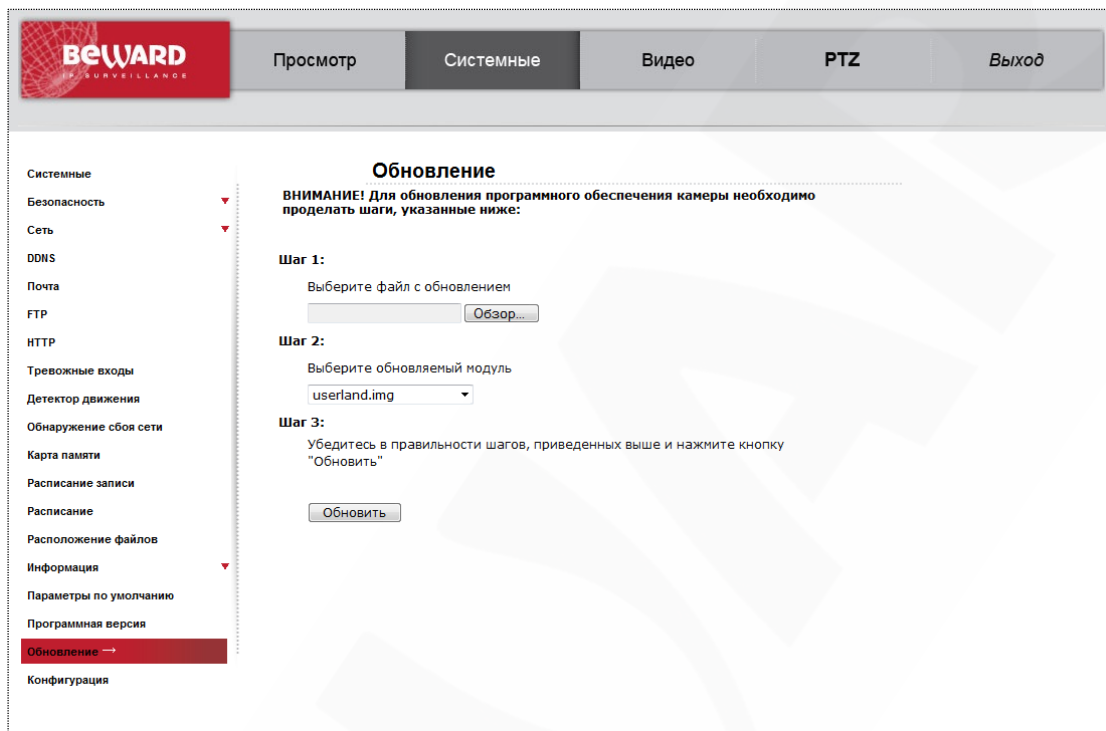 BEWARD
IP SURVEILLANCE
Просмотр
Системные
Видео
PTZ
Выход
Системные
Безопасность
Сеть
DDNS
Почта
FTP
HTTP
Тревожные входы
Детектор движения
Обнаружение сбоя сети
Карта памяти
Расписание записи
Расписание
Расположение файлов
Информация
Параметры по умолчанию
Программная версия
Обновление →
Конфигурация
Обновление
ВНИМАНИЕ! Для обновления программного обеспечения камеры необходимо
проделать шаги, указанные ниже:
Шаг 1:
Выберите файл с обновлением
Обзор...
Шаг 2:
Выберите обновляемый модуль
userland.img
Шаг 3:
Убедитесь в правильности шагов, приведенных выше и нажмите кнопку
"Обновить"
Обновить